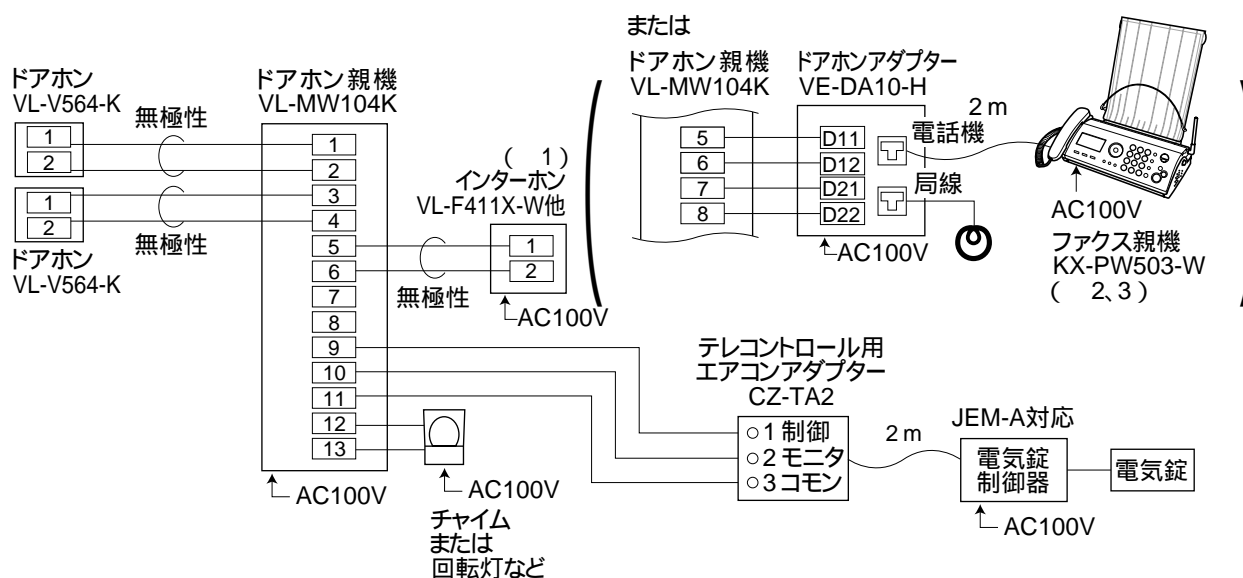 ドアホン
VL-V564-K
1
2
無極性
1
2
無極性
ドアホン
VL-V564-K
ドアホン親機
VL-MW104K
1
2
3
4
5
6
7
8
9
10
11
12
13
AC100V
( 1)
インターホン
VL-F411X-W他
1
2
無極性
AC100V
または
ドアホン親機
VL-MW104K
5
6
7
8
ドアホンアダプター
VE-DA10-H
D11
D12
D21
D22
電話機
局線
AC100V
2m
AC100V
ファクス親機
KX-PW503-W
( 2、3)
AC100V
チャイム
または
回転灯など
テレコントロール用
エアコンアダプター
CZ-TA2
1 制御
2 モニタ
3 コモン
2m
JEM-A対応
電気錠
制御器
AC100V
電気錠